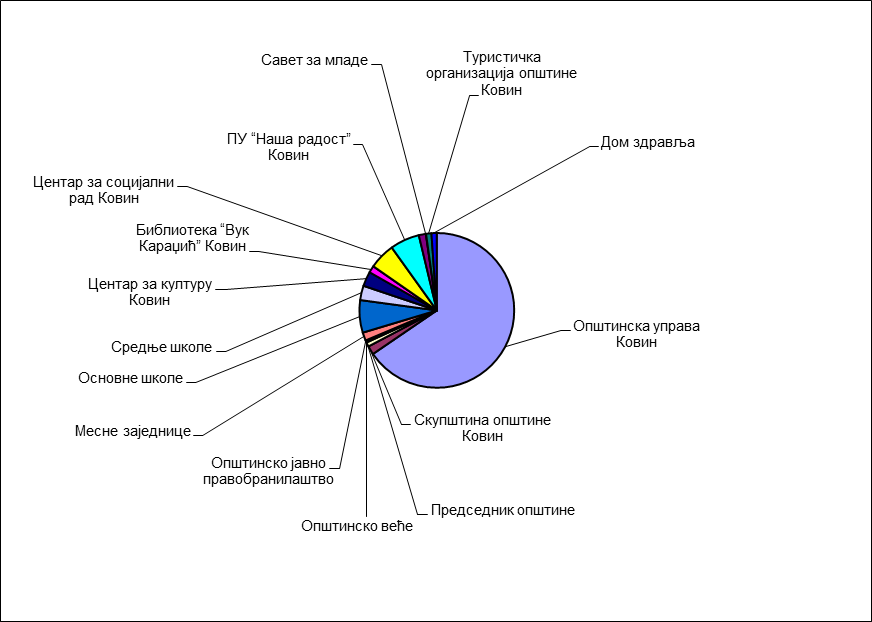 Савет за младе
Туристичка
организација општине
Ковин
ПУ “Наша радост”
Ковин
Дом здравља
Центар за социјални
рад Ковин
Библиотека “Вук
Караџић” Ковин
Центар за културу
Ковин
Општинска управа
Ковин
Средње школе
Основне школе
Скупштина општине
Ковин
Месне заједнице
Општинско јавно
правобранилаштво
Председник општине
Општинско веће